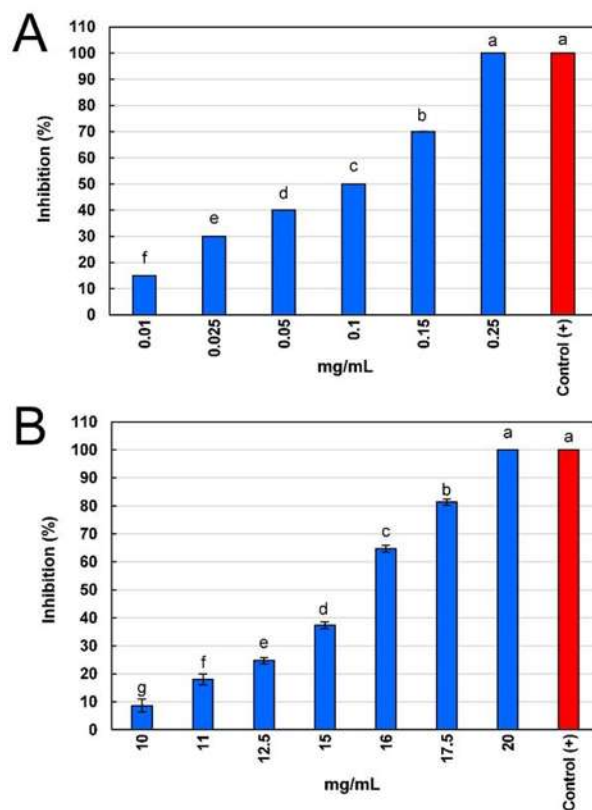 A
a
a
b
c
d
e
f
110
100
90
80
70
60
50
40
30
20
10
0
Inhibition (%)
0.01
0.025
0.05
0.1
0.15
0.25
Control (+)
mg/mL
B
a
a
b
c
d
e
f
g
110
100
90
80
70
60
50
40
30
20
10
0
Inhibition (%)
10
11
12.5
15
16
17.5
20
Control (+)
mg/mL